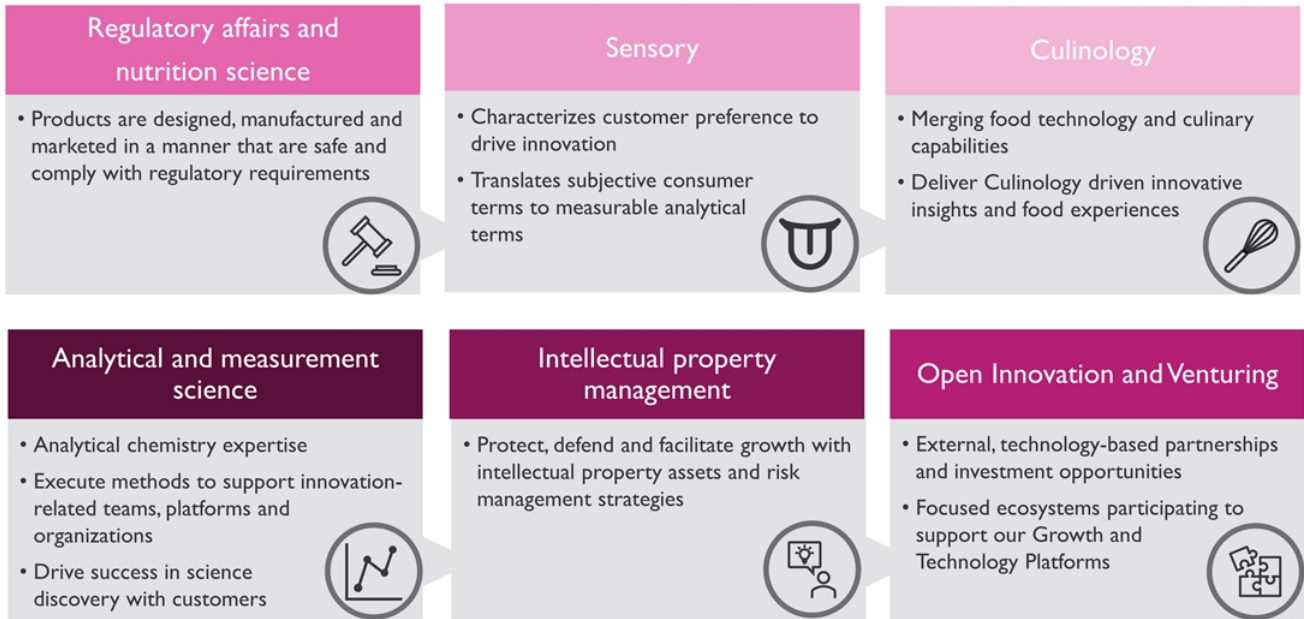 Regulatory affairs and
nutrition science
• Products are designed, manufactured and
marketed in a manner that are safe and
comply with regulatory requirements
Sensory
• Characterizes customer preference to
drive innovation
• Translates subjective consumer
terms to measurable analytical
terms
Culinology
• Merging food technology and culinary
capabilities
• Deliver Culinology driven innovative
insights and food experiences
Analytical and measurement
science
• Analytical chemistry expertise
• Execute methods to support innovation-
related teams, platforms and
organizations
• Drive success in science
discovery with customers
Intellectual property
management
• Protect, defend and facilitate growth with
intellectual property assets and risk
management strategies
Open Innovation and Venturing
• External, technology-based partnerships
and investment opportunities
• Focused ecosystems participating to
support our Growth and
Technology Platforms